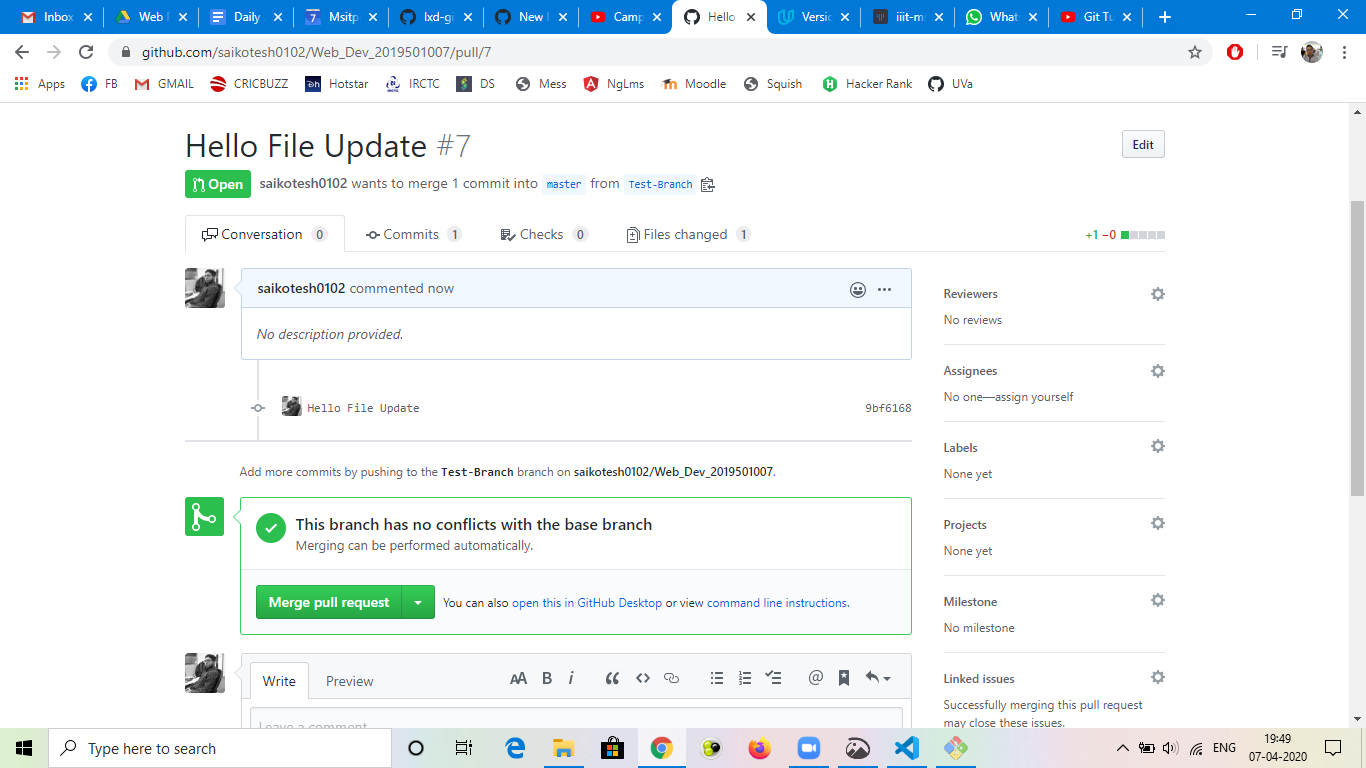 Inbox Web Daily Msitp lxd-gi New Camp Hello Versio iiit-m Whats Git Tu
github.com/saikotesh0102/Web_Dev_2019501007/pull/7
Apps FB GMAIL CRICBUZZ Hotstar IRCTC DS Mess NgLms Moodle Squish Hacker Rank UVa
Hello File Update #7
Edit
Open saikotesh0102 wants to merge 1 commit into master from Test-Branch
Conversation 0 Commits 1 Checks 0 Files changed 1 +1 −0
saikotesh0102 commented now
No description provided.
Hello File Update 9bf6168
Add more commits by pushing to the Test-Branch branch on saikotesh0102/Web_Dev_2019501007.
This branch has no conflicts with the base branch
Merging can be performed automatically.
Merge pull request You can also open this in GitHub Desktop or view command line instructions.
Write Preview
Leave a comment
Reviewers
No reviews
Assignees
No one—assign yourself
Labels
None yet
Projects
None yet
Milestone
No milestone
Linked issues
Successfully merging this pull request
may close these issues.
Type here to search
ENG
19:49
07-04-2020